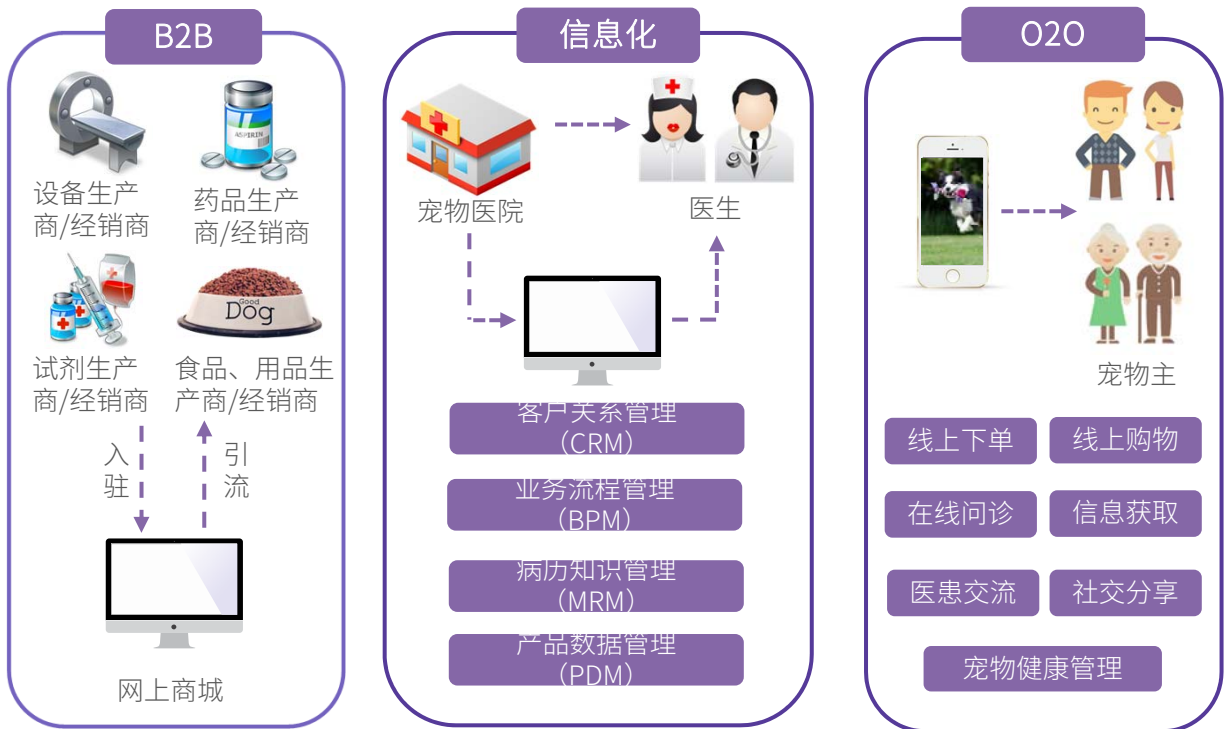 B2B
ASPIRIN
设备生产
商/经销商
药品生产
商/经销商
Good
Dog
试剂生产
商/经销商
食品、用品生
产商/经销商
入
驻
引
流
网上商城
信息化
宠物医院
医生
客户关系管理
（CRM）
业务流程管理
（BPM）
病历知识管理
（MRM）
产品数据管理
（PDM）
O2O
宠物主
线上下单
线上购物
在线问诊
信息获取
医患交流
社交分享
宠物健康管理